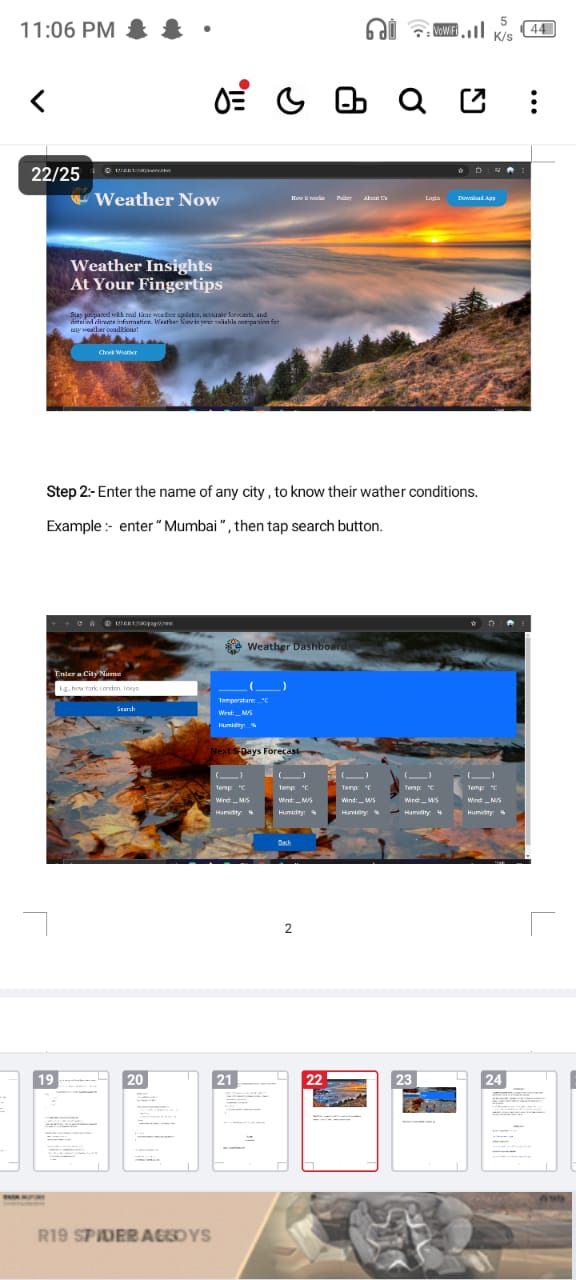 11:06 PM
VoWiFi
5
K/s
44
22/25
Weather Now
How it works Policy About Us Login Download App
Weather Insights
At Your Fingertips
Stay prepared with real-time weather updates, accurate forecasts, and
detailed climate information. Weather Now is your reliable companion for
any weather conditions!
Check Weather
Step 2:- Enter the name of any city , to know their wather conditions.
Example :- enter “ Mumbai ” , then tap search button.
Weather Dashboard
Enter a City Name
E.g., New York, London, Tokyo
Search
______ ( _____ )
Temperature: __°C
Wind: __ M/S
Humidity: __%
Next 5-Days Forecast
(____) (____) (____) (____) (____)
Temp: °C Temp: °C Temp: °C Temp: °C Temp: °C
Wind: __ M/S Wind: __ M/S Wind: __ M/S Wind: __ M/S Wind: __ M/S
Humidity: % Humidity: % Humidity: % Humidity: % Humidity: %
Back
2
19 20 21 22 23 24
TATA MOTORS